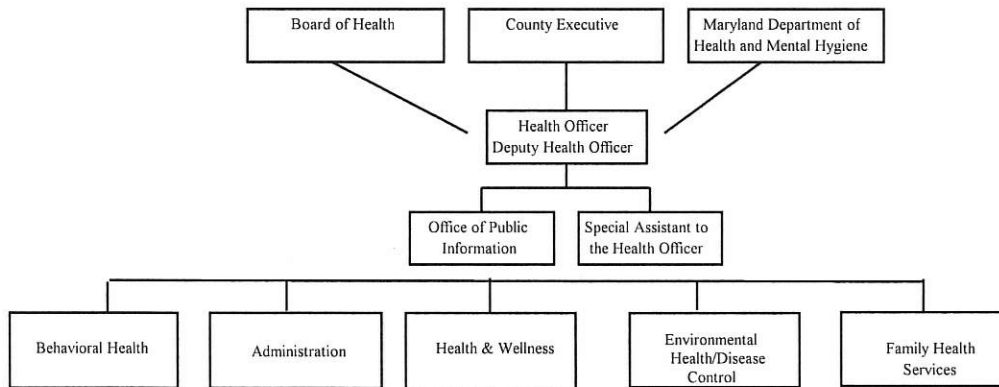 Board of Health
County Executive
Maryland Department of
Health and Mental Hygiene
Health Officer
Deputy Health Officer
Office of Public
Information
Special Assistant to
the Health Officer
Behavioral Health
Administration
Health & Wellness
Environmental
Health/Disease
Control
Family Health
Services